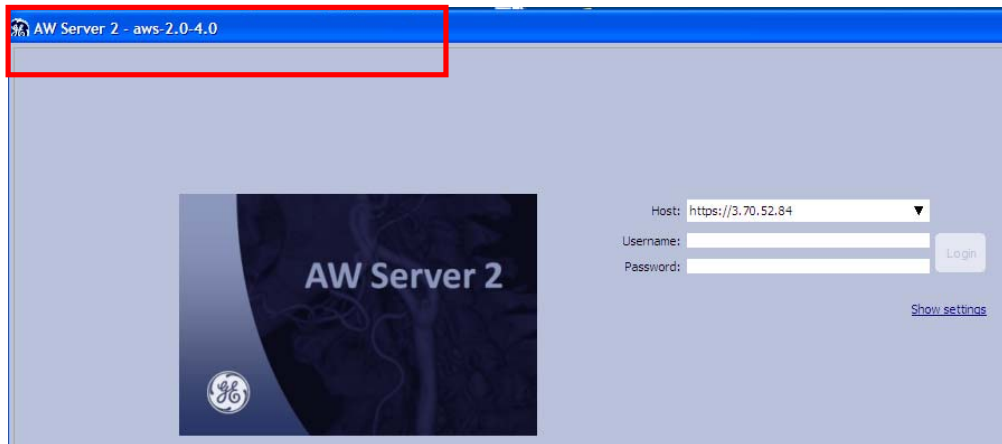 AW Server 2 - aws-2.0-4.0
Host: https://3.70.52.84
Username:
Login
Password:
Show settings
AW Server 2
GE